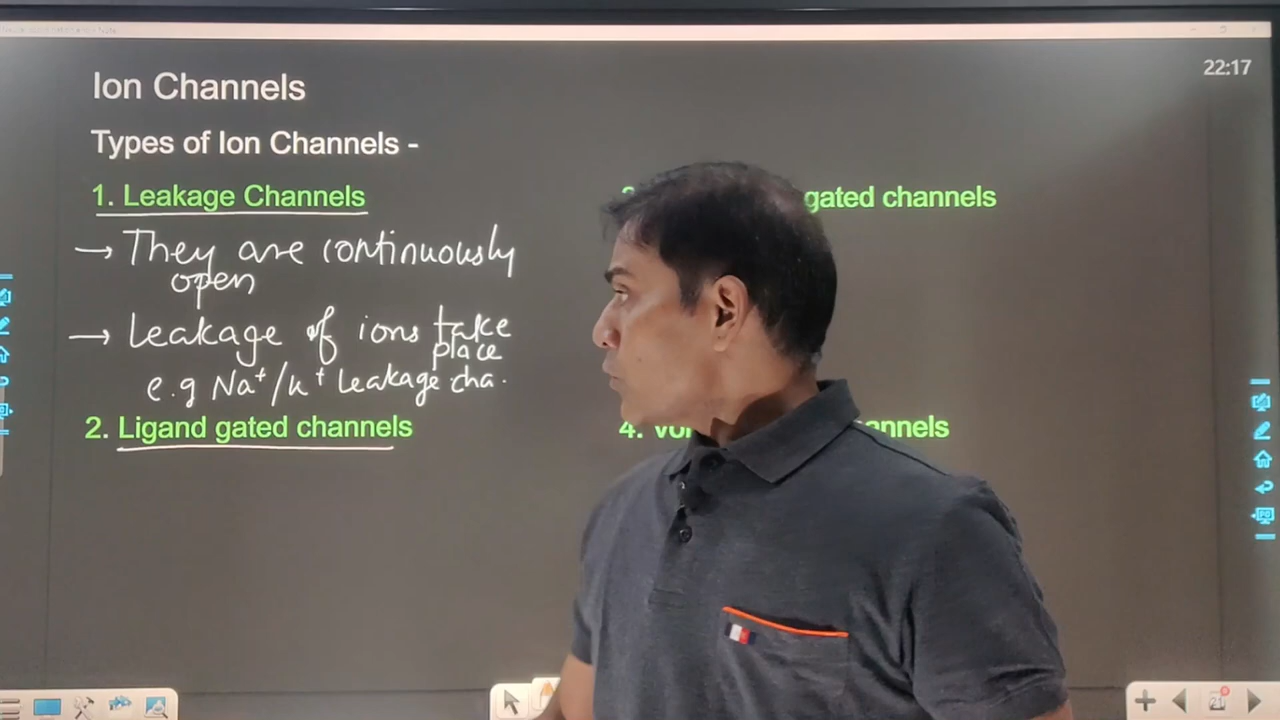 22:17
Ion Channels
Types of Ion Channels -
1. Leakage Channels
gated channels
→ They are continuously
open
→ Leakage of ions take
place
e.g Na⁺/K⁺ Leakage cha.
2. Ligand gated channels
4.